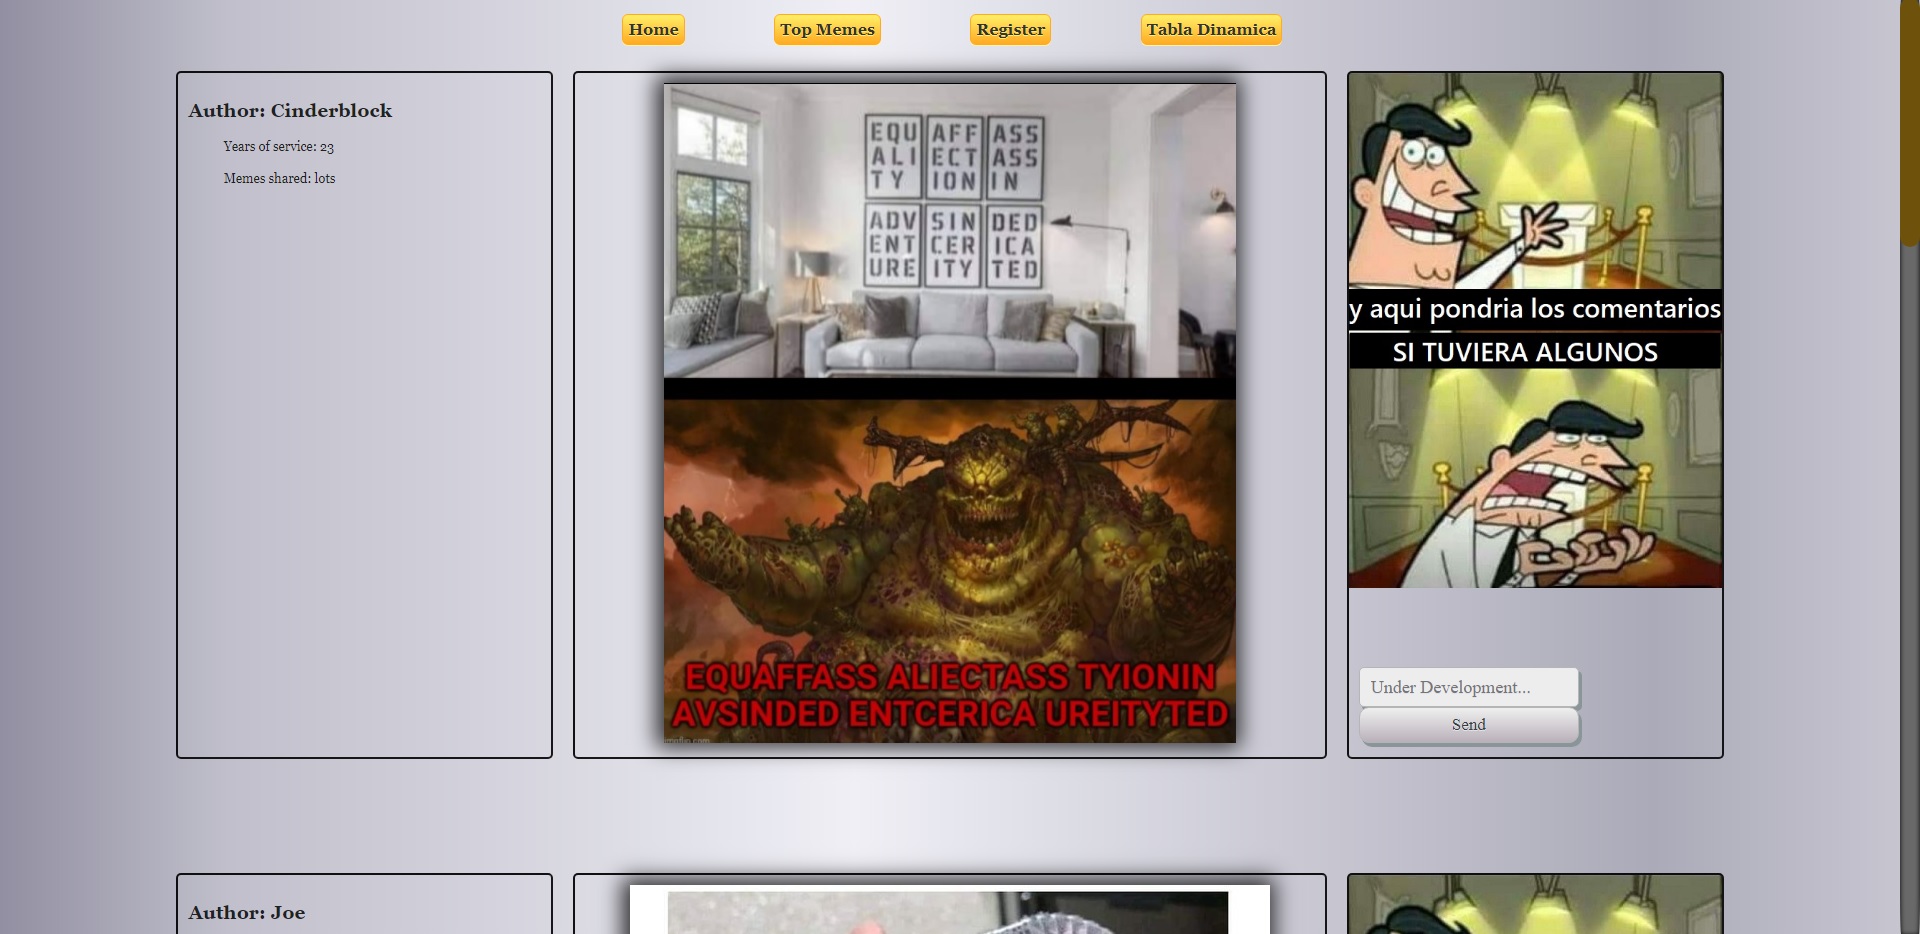 Home
Top Memes
Register
Tabla Dinamica
Author: Cinderblock
Years of service: 23
Memes shared: lots
EQU
ALI
TY
AFF
ECT
ION
ASS
ASS
IN
ADV
ENT
URE
SIN
CER
ITY
DED
ICA
TED
EQUAFFASS ALIECTASS TYIONIN
AVSINDED ENTCERICA UREITYTED
imgflip.com
y aqui pondria los comentarios
SI TUVIERA ALGUNOS
Under Development...
Send
Author: Joe